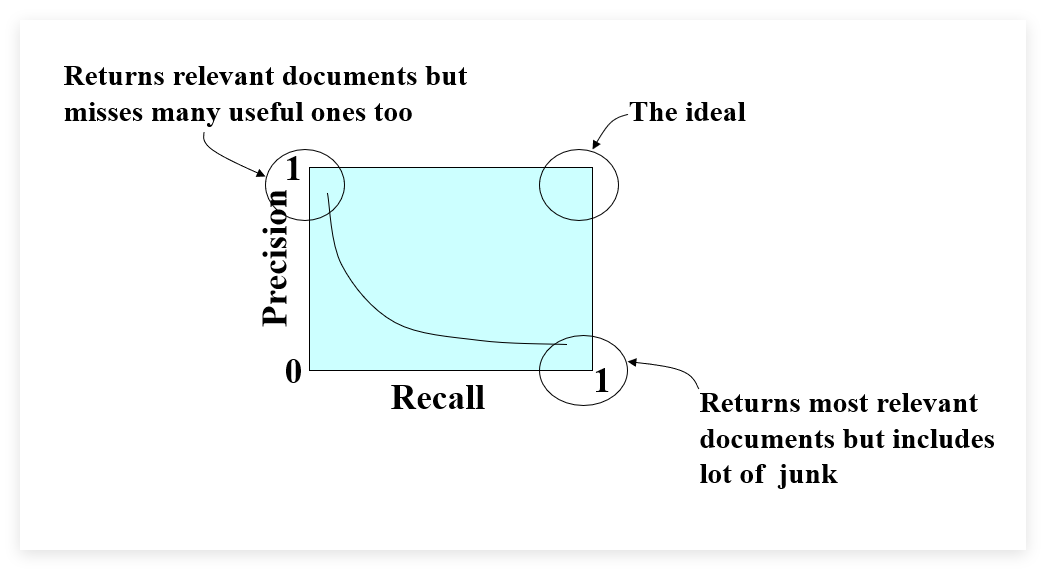 Returns relevant documents but
misses many useful ones too
The ideal
1
Precision
0
Recall
1
Returns most relevant
documents but includes
lot of junk